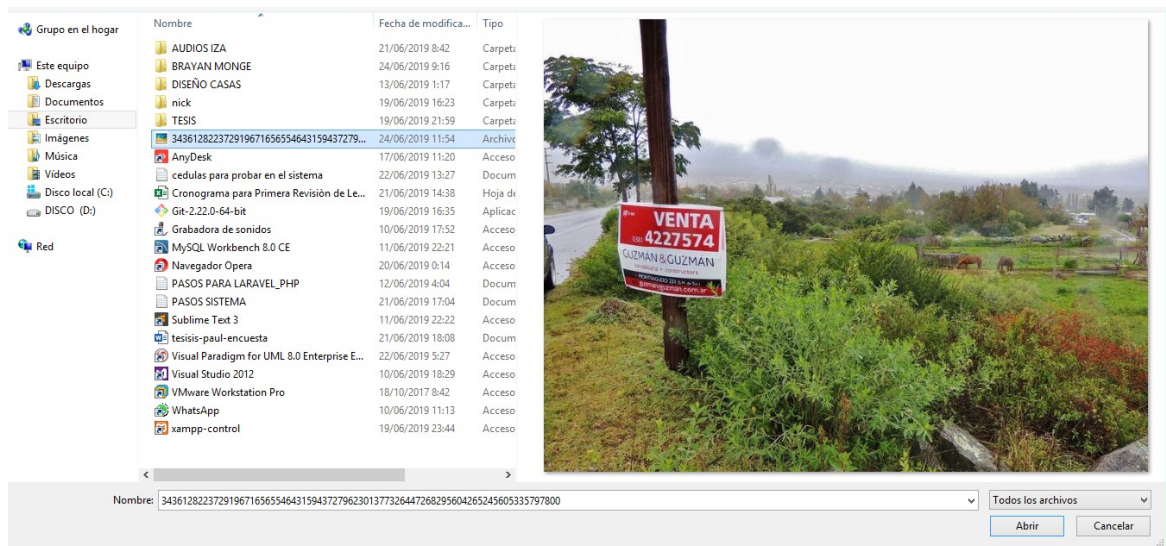 Nombre Fecha de modifica... Tipo
Grupo en el hogar
Este equipo
Descargas
Documentos
Escritorio
Imágenes
Música
Vídeos
Disco local (C:)
DISCO (D:)
Red
AUDIOS IZA 21/06/2019 8:42 Carpeta
BRAYAN MONGE 24/06/2019 9:16 Carpeta
DISEÑO CASAS 13/06/2019 1:17 Carpeta
nick 19/06/2019 16:23 Carpeta
TESIS 19/06/2019 21:59 Carpeta
34361282237291967165655464315943727​9... 24/06/2019 11:54 Archivo
AnyDesk 17/06/2019 11:20 Acceso
cedulas para probar en el sistema 22/06/2019 13:27 Docum
Cronograma para Primera Revisiòn de Le... 21/06/2019 14:38 Hoja de
Git-2.22.0-64-bit 19/06/2019 16:35 Aplicac
Grabadora de sonidos 10/06/2019 17:52 Acceso
MySQL Workbench 8.0 CE 11/06/2019 22:21 Acceso
Navegador Opera 20/06/2019 0:14 Acceso
PASOS PARA LARAVEL_PHP 12/06/2019 4:04 Docum
PASOS SISTEMA 21/06/2019 17:04 Docum
Sublime Text 3 11/06/2019 22:22 Acceso
tesisis-paul-encuesta 21/06/2019 18:08 Docum
Visual Paradigm for UML 8.0 Enterprise E... 22/06/2019 5:27 Acceso
Visual Studio 2012 10/06/2019 18:29 Acceso
VMware Workstation Pro 18/10/2017 8:42 Acceso
WhatsApp 10/06/2019 11:13 Acceso
xampp-control 19/06/2019 23:44 Acceso
VENTA
4227574
GUZMAN & GUZMAN
inmobiliaria + constructora
guzmanyguzman.com.ar
Nombre: 343612822372919671656554643159437279623013773264472682956042652456053357​97800 Todos los archivos
Abrir Cancelar